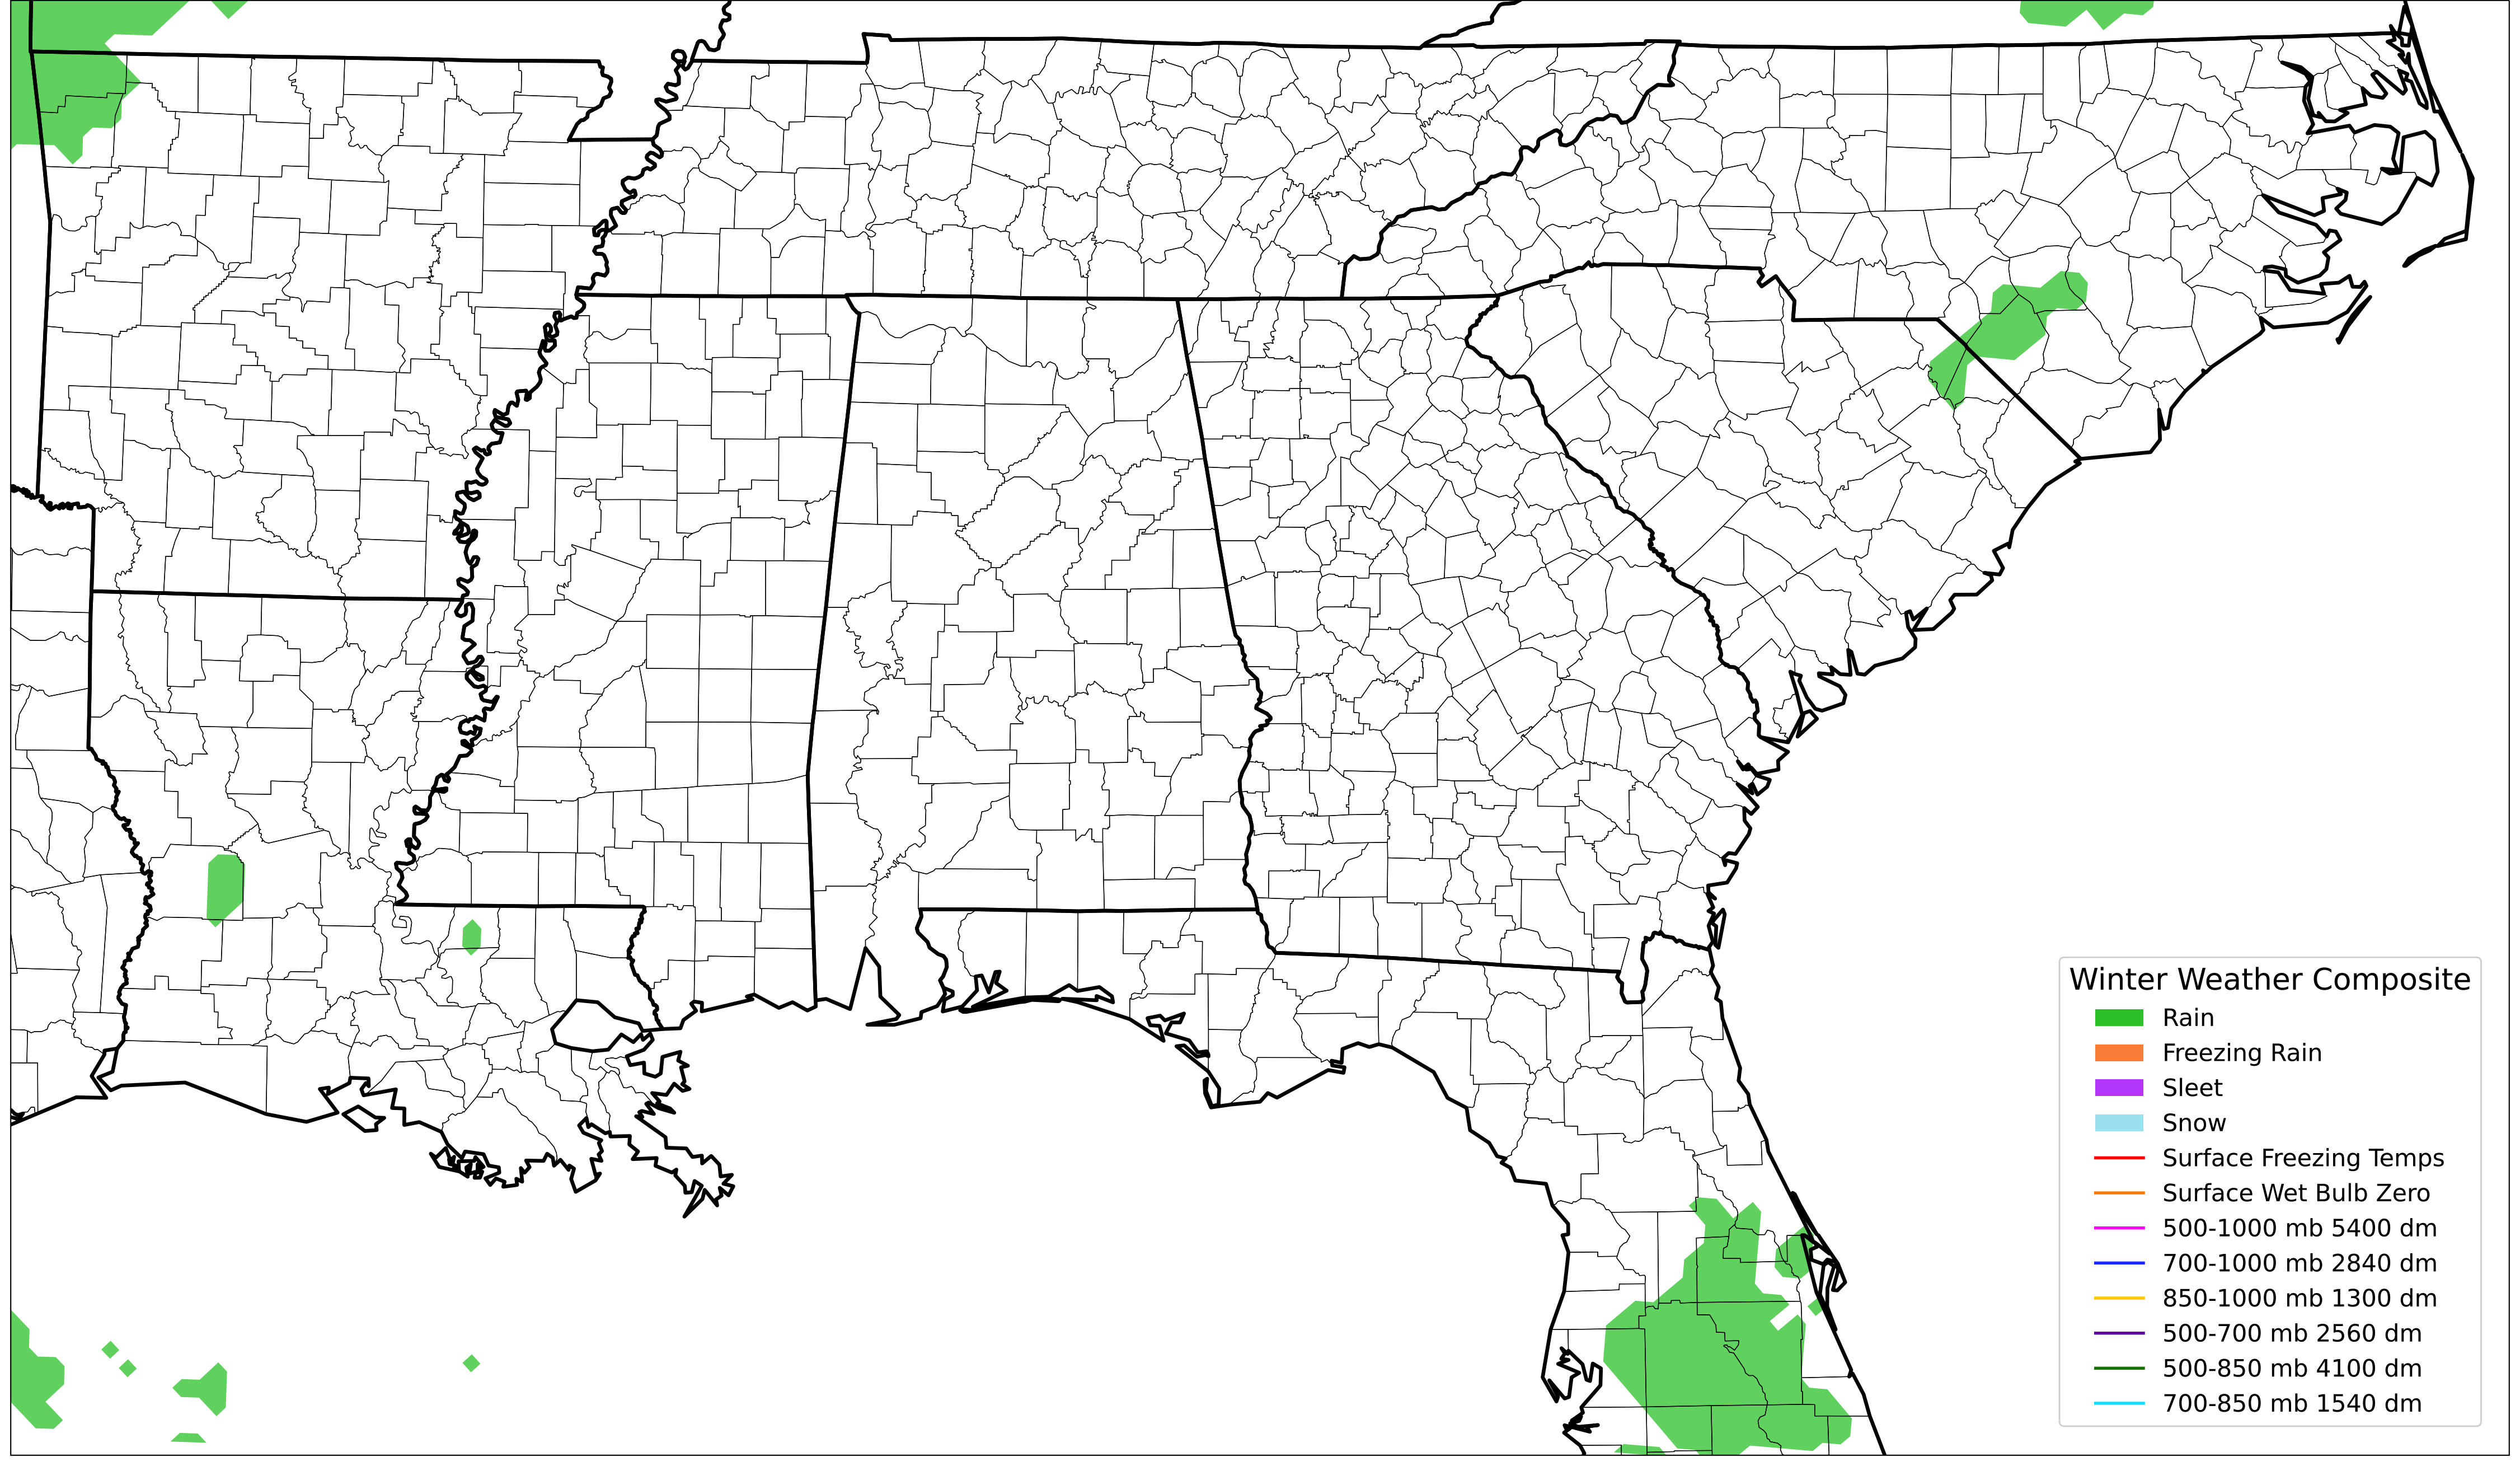 Winter Weather Composite
Rain
Freezing Rain
Sleet
Snow
Surface Freezing Temps
Surface Wet Bulb Zero
500-1000 mb 5400 dm
700-1000 mb 2840 dm
850-1000 mb 1300 dm
500-700 mb 2560 dm
500-850 mb 4100 dm
700-850 mb 1540 dm